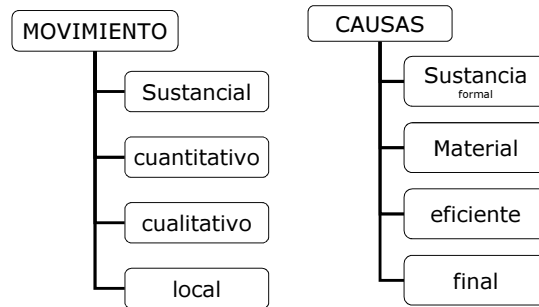 MOVIMIENTO
Sustancial
cuantitativo
cualitativo
local
CAUSAS
Sustancia
formal
Material
eficiente
final